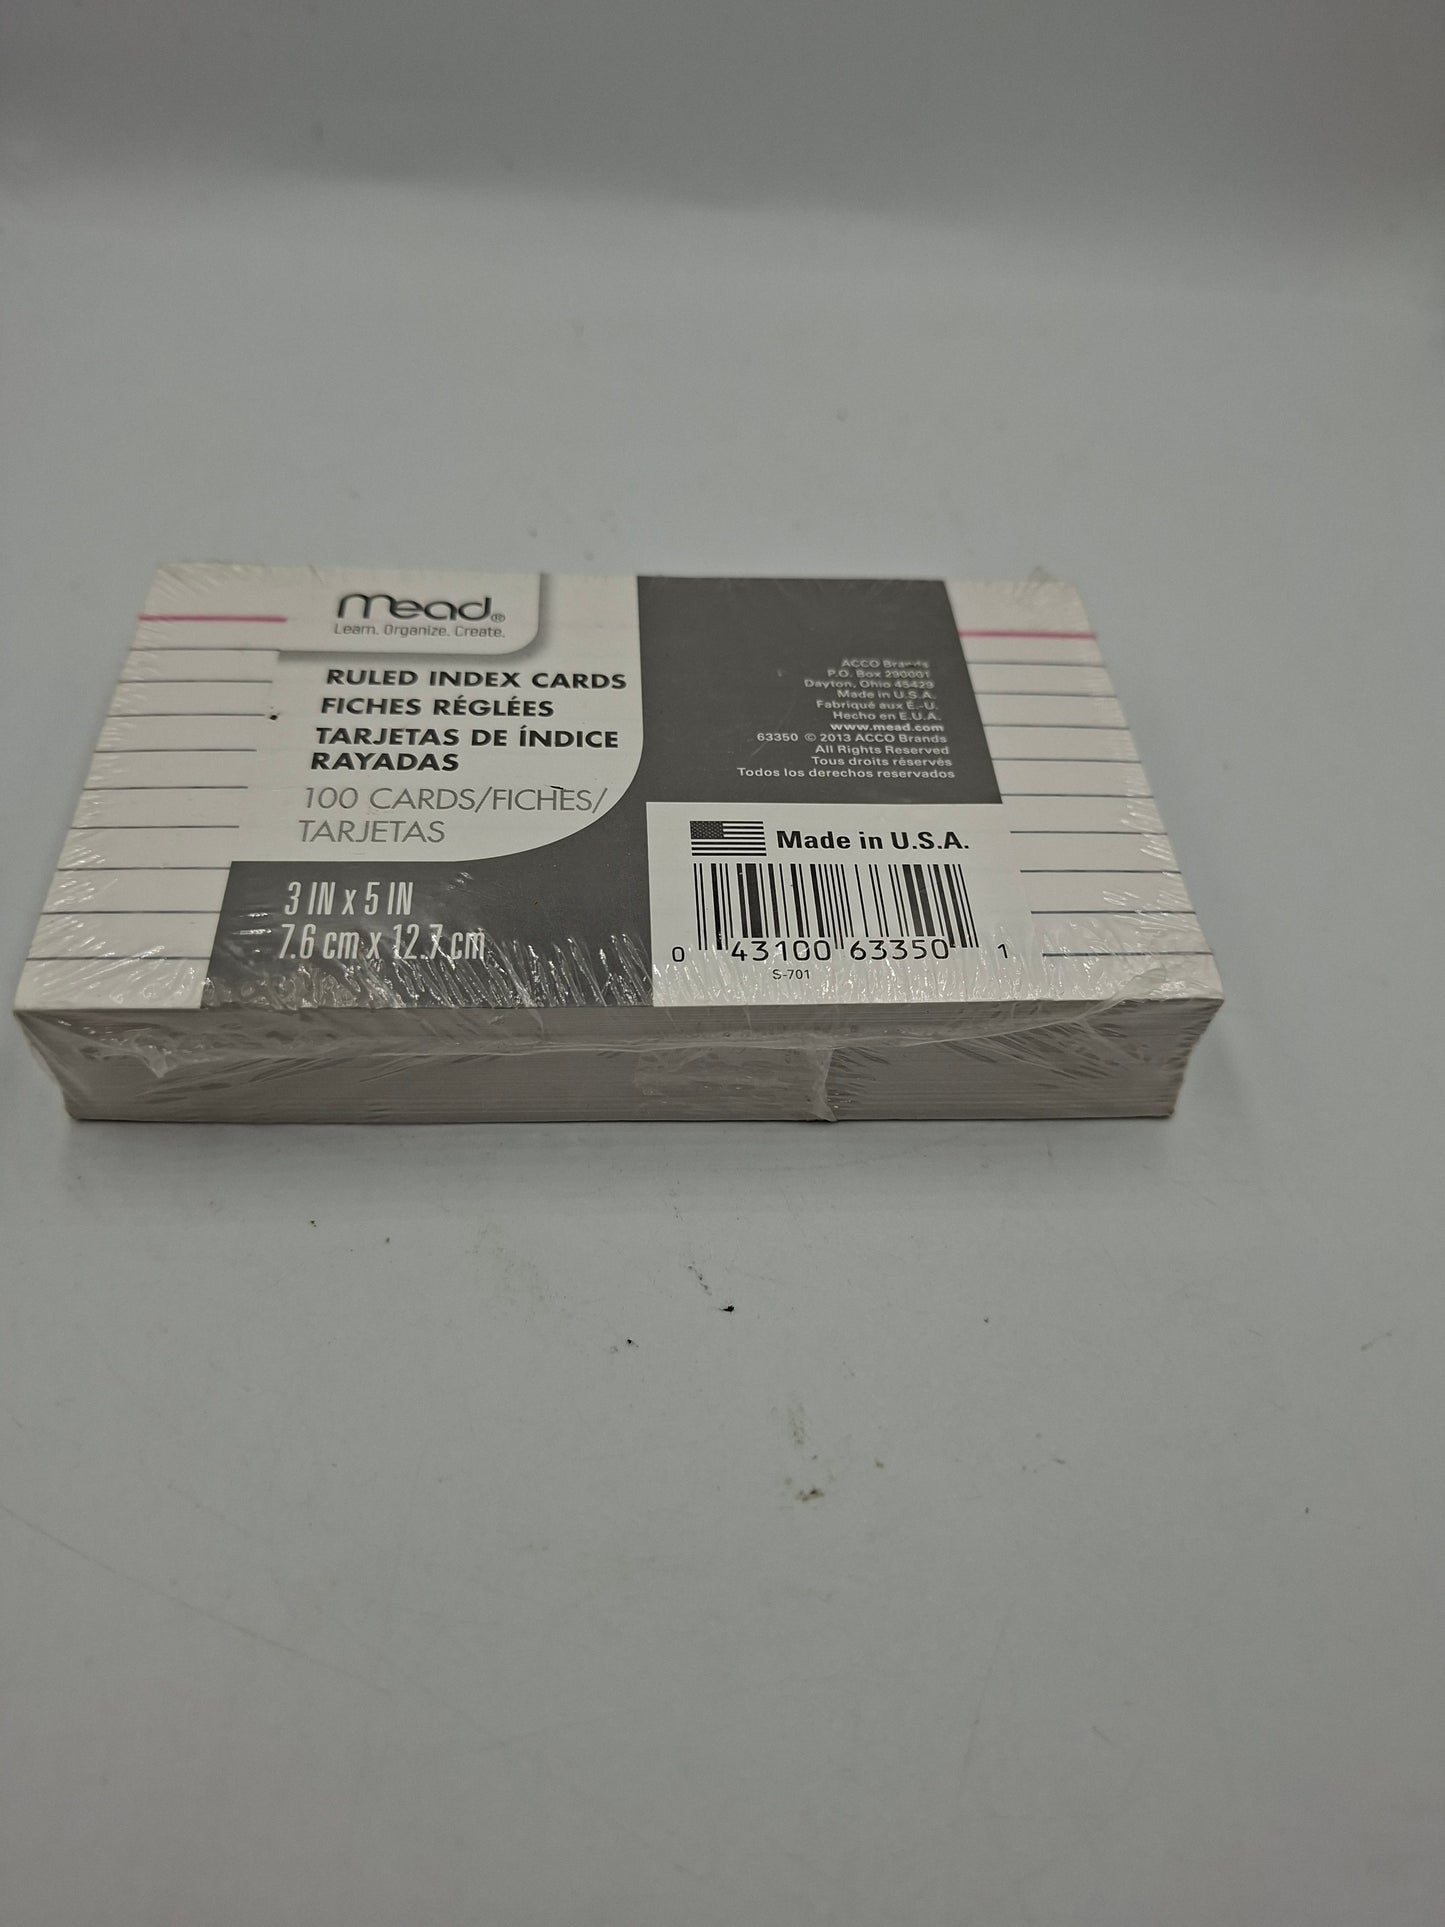 mead®
Learn. Organize. Create.
RULED INDEX CARDS
FICHES RÉGLÉES
TARJETAS DE ÍNDICE
RAYADAS
100 CARDS/FICHES/
TARJETAS
3 IN x 5 IN
7.6 cm x 12.7 cm
ACCO Brands
P.O. Box 290001
Dayton, Ohio 45429
Made in U.S.A.
Fabriqué aux É.-U.
Hecho en E.U.A.
www.mead.com
63350 © 2013 ACCO Brands
All Rights Reserved
Tous droits réservés
Todos los derechos reservados
Made in U.S.A.
0 43100 63350 1
S-701